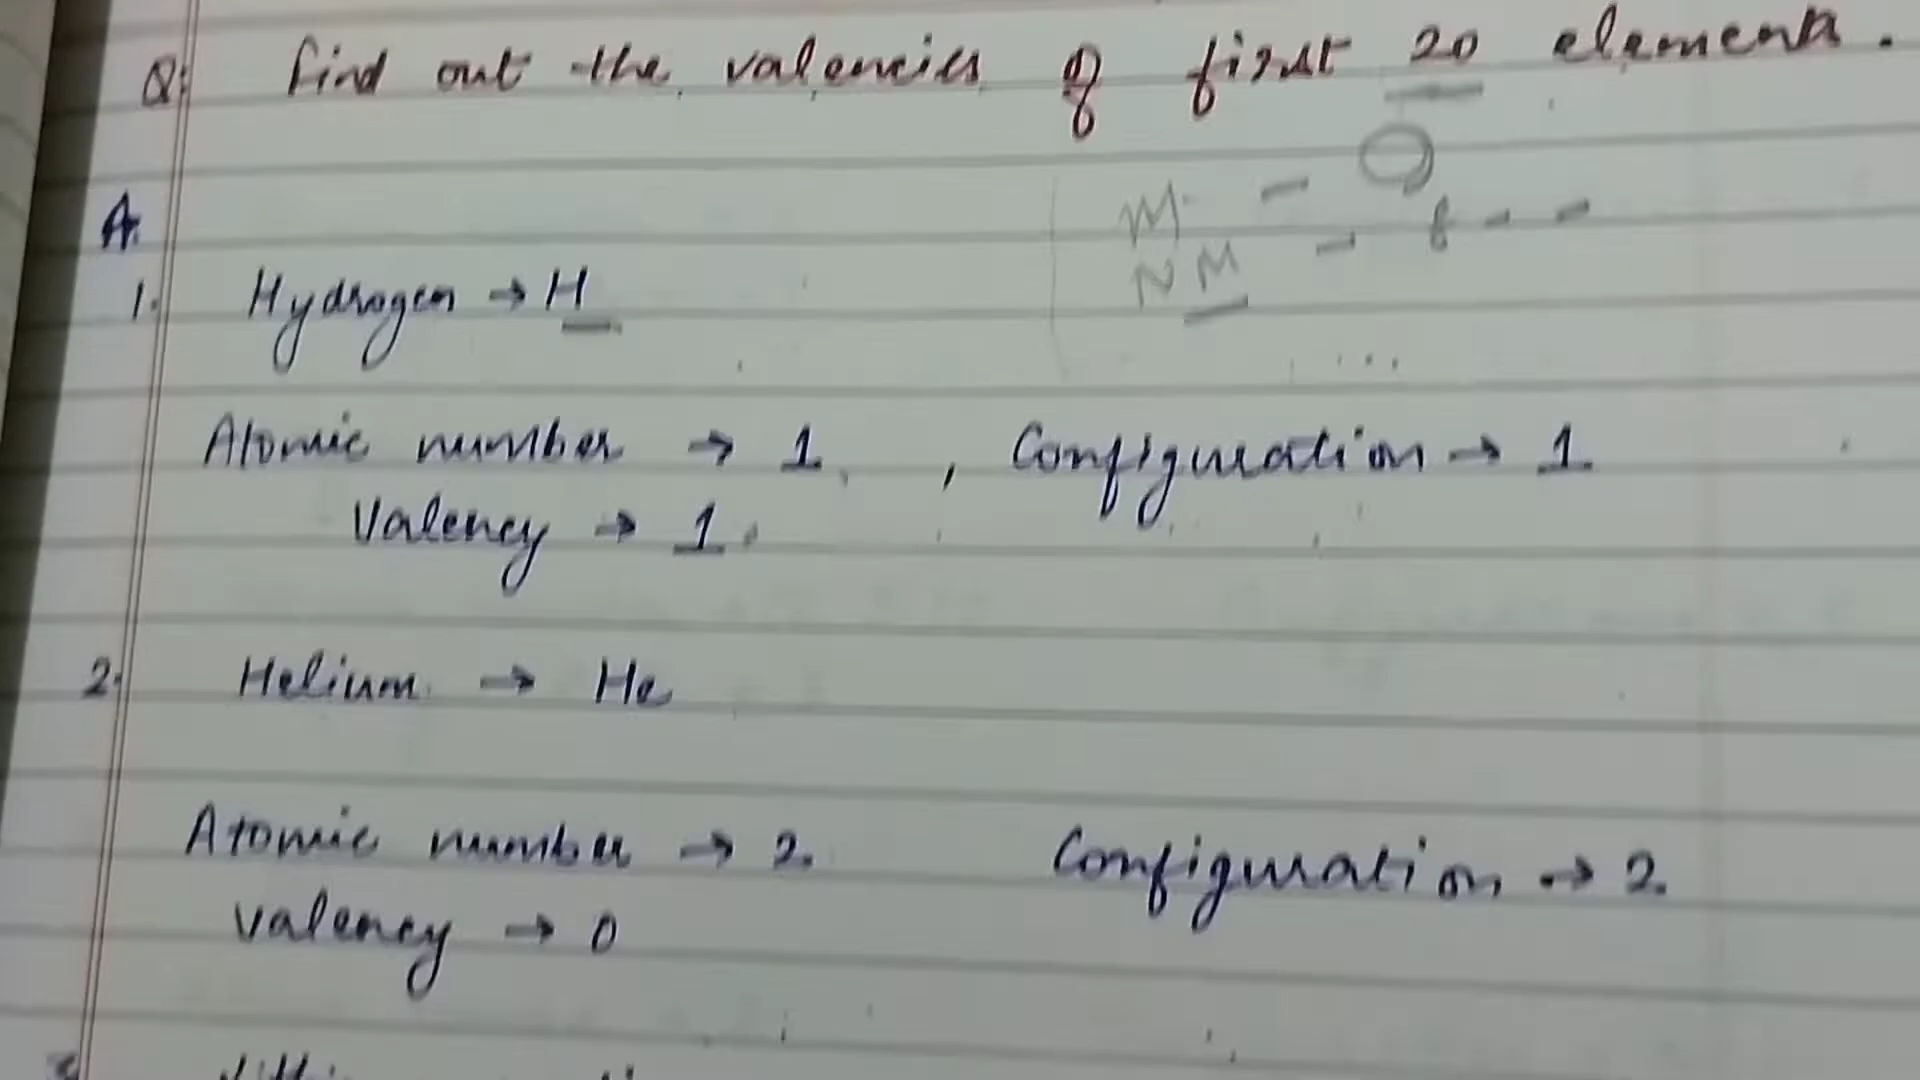 Q: Find out the valencies of first 20 elements.
M - O
NM - 8 - -
A.
1. Hydrogen → H
Atomic number → 1, Configuration → 1
Valency → 1.
2. Helium → He
Atomic number → 2. Configuration → 2.
valency → 0